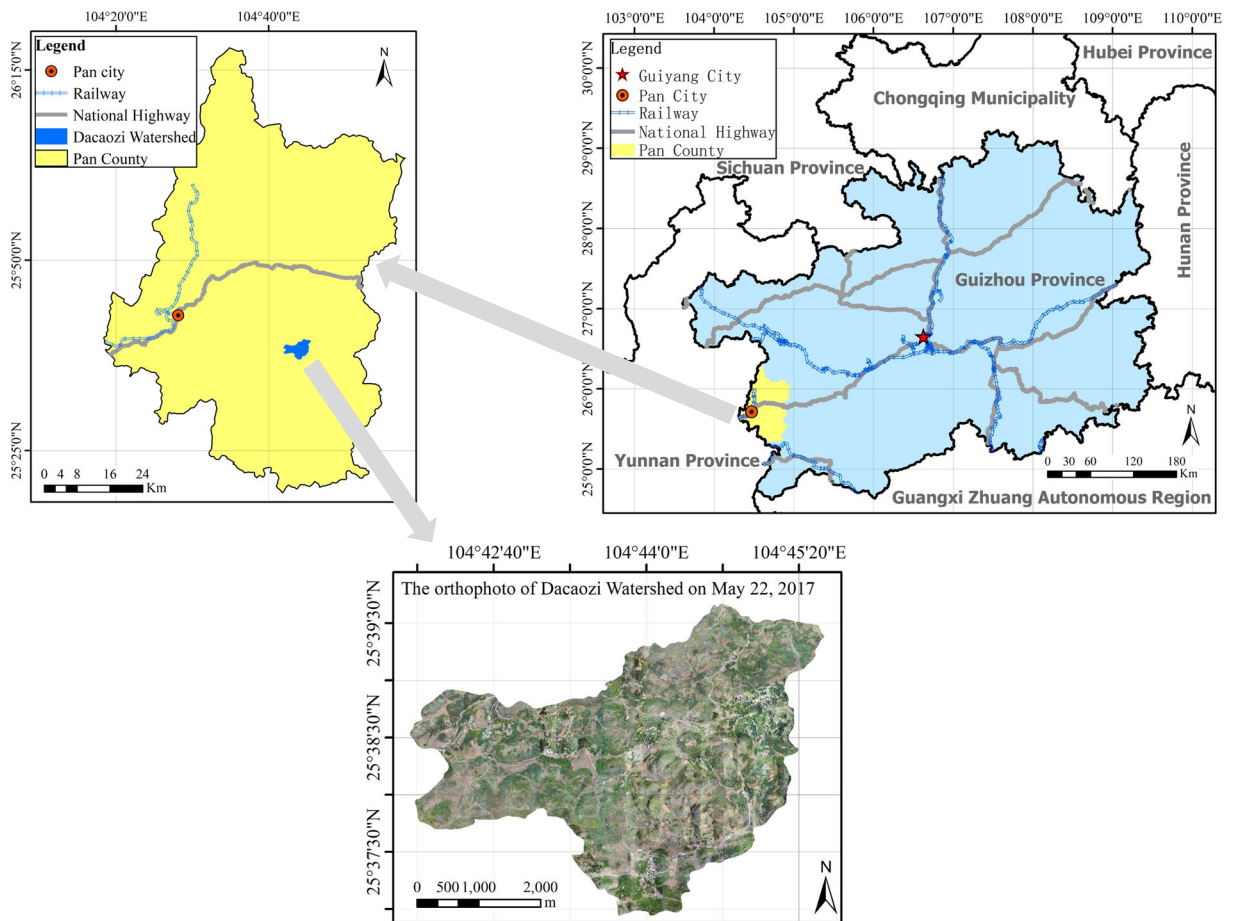 104°20'0"E
104°40'0"E
26°15'0"N
25°50'0"N
25°25'0"N
Legend
Pan city
Railway
National Highway
Dacaozi Watershed
Pan County
N
0 4 8 16 24
Km
103°0'0"E
104°0'0"E
105°0'0"E
106°0'0"E
107°0'0"E
108°0'0"E
109°0'0"E
110°0'0"E
30°0'0"N
29°0'0"N
28°0'0"N
27°0'0"N
26°0'0"N
25°0'0"N
Legend
Guiyang City
Pan City
Railway
National Highway
Pan County
Hubei Province
Chongqing Municipality
Sichuan Province
Hunan Province
Guizhou Province
Yunnan Province
Guangxi Zhuang Autonomous Region
N
0 30 60 120 180
Km
104°42'40"E
104°44'0"E
104°45'20"E
The orthophoto of Dacaozi Watershed on May 22, 2017
25°39'30"N
25°38'30"N
25°37'30"N
0 500 1,000 2,000
m
N